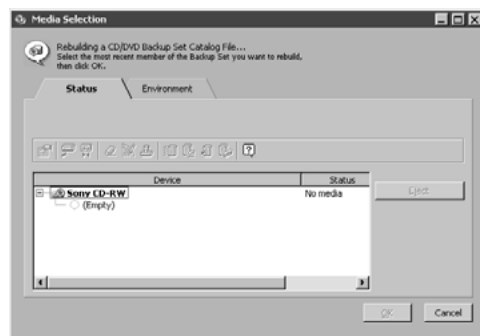 Media Selection
Rebuilding a CD/DVD Backup Set Catalog File...
Select the most recent member of the Backup Set you want to rebuild,
then click OK.
Status Environment
Device Status
Sony CD-RW No media
(Empty)
Eject
OK Cancel